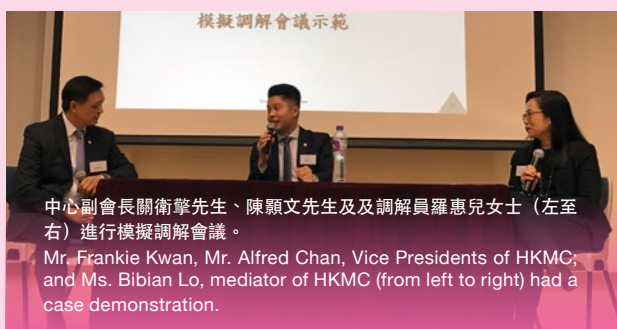 模擬調解會議示範
中心副會長關衛擎先生、陳顥文先生及及調解員羅惠兒女士（左至
右）進行模擬調解會議。
Mr. Frankie Kwan, Mr. Alfred Chan, Vice Presidents of HKMC;
and Ms. Bibian Lo, mediator of HKMC (from left to right) had a
case demonstration.